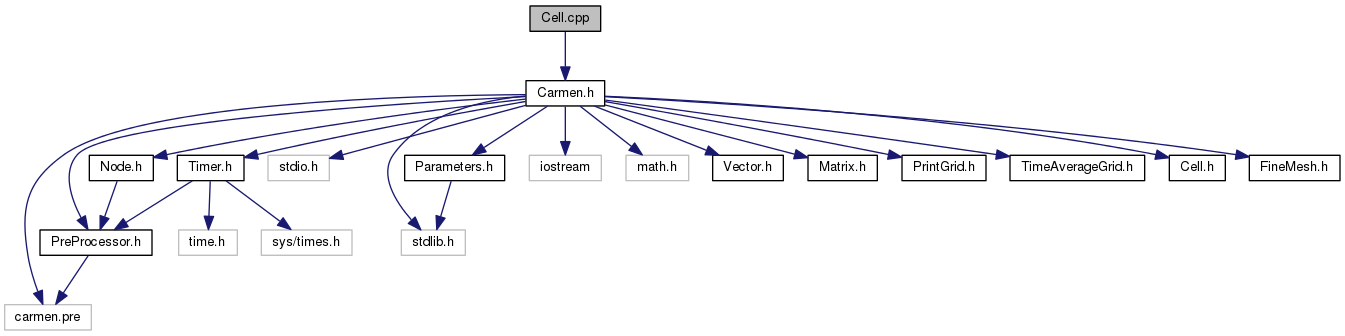 Cell.cpp
Carmen.h
Node.h
Timer.h
stdio.h
Parameters.h
iostream
math.h
Vector.h
Matrix.h
PrintGrid.h
TimeAverageGrid.h
Cell.h
FineMesh.h
PreProcessor.h
time.h
sys/times.h
stdlib.h
carmen.pre